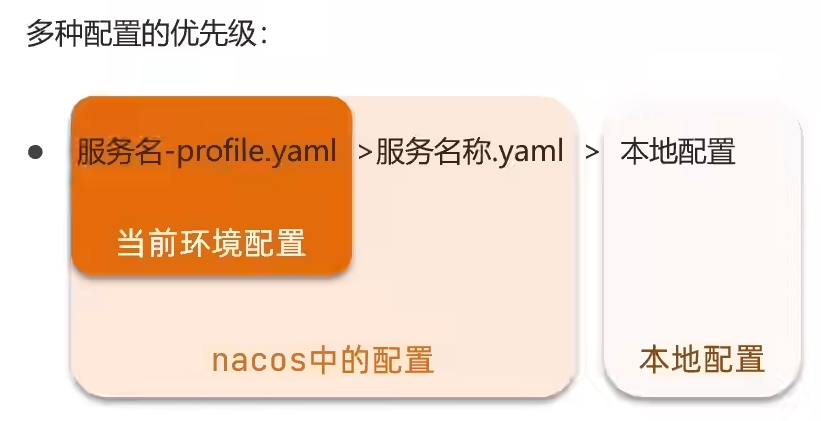 多种配置的优先级：
● 服务名-profile.yaml >服务名称.yaml > 本地配置
当前环境配置
nacos中的配置 本地配置